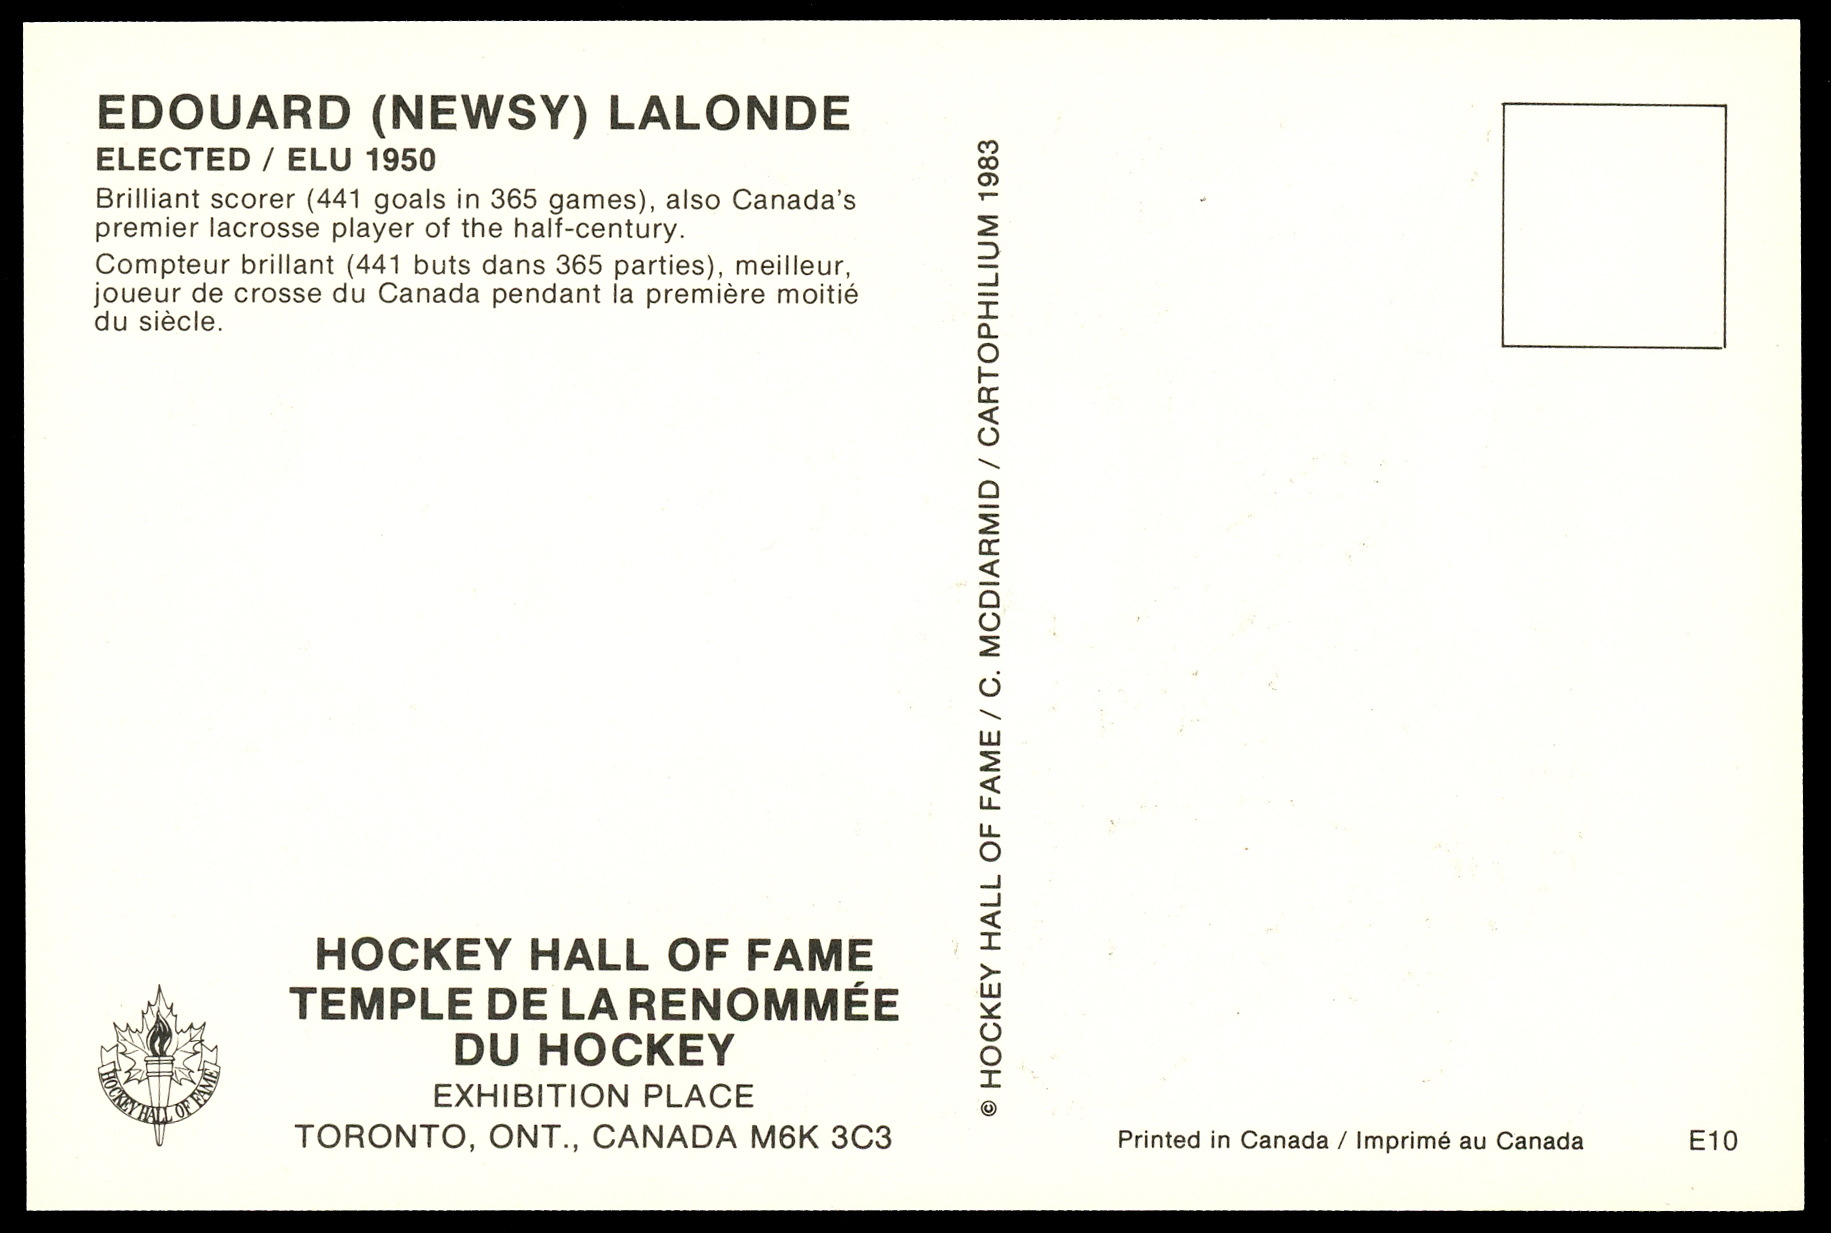 EDOUARD (NEWSY) LALONDE
ELECTED / ELU 1950
Brilliant scorer (441 goals in 365 games), also Canada's
premier lacrosse player of the half-century.
Compteur brillant (441 buts dans 365 parties), meilleur,
joueur de crosse du Canada pendant la première moitié
du siècle.
HOCKEY HALL OF FAME
HOCKEY HALL OF FAME
TEMPLE DE LA RENOMMÉE
DU HOCKEY
EXHIBITION PLACE
TORONTO, ONT., CANADA M6K 3C3
© HOCKEY HALL OF FAME / C. MCDIARMID / CARTOPHILIUM 1983
Printed in Canada / Imprimé au Canada
E10